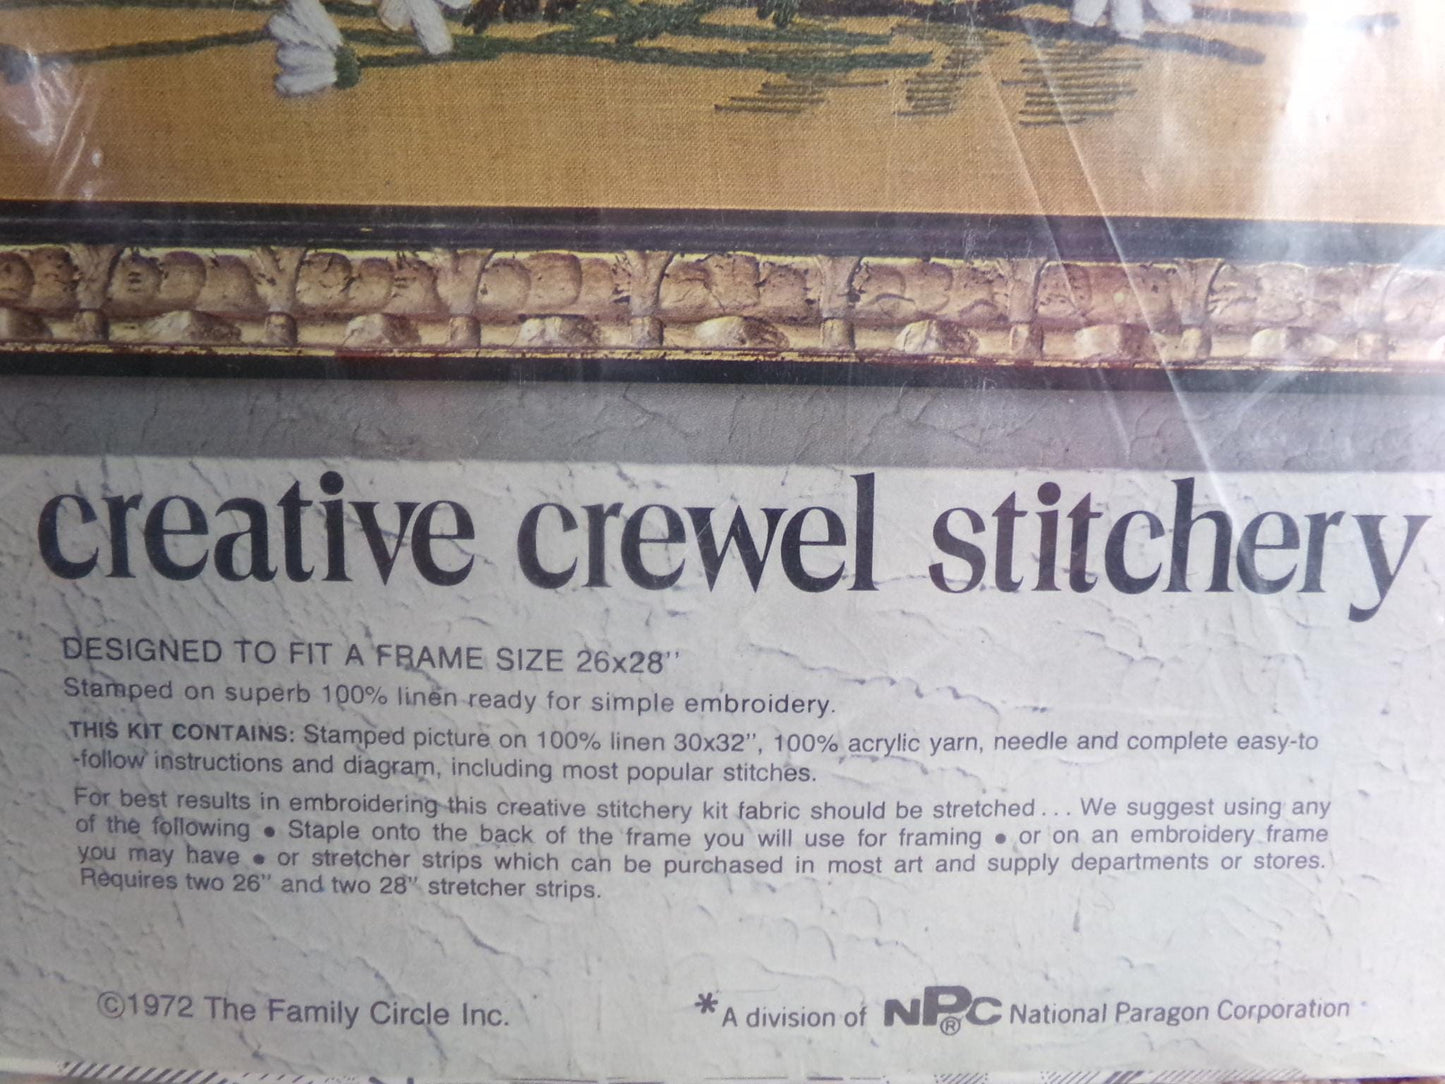 creative crewel stitchery
DESIGNED TO FIT A FRAME SIZE 26x28"
Stamped on superb 100% linen ready for simple embroidery.
THIS KIT CONTAINS: Stamped picture on 100% linen 30x32", 100% acrylic yarn, needle and complete easy-to
-follow instructions and diagram, including most popular stitches.
For best results in embroidering this creative stitchery kit fabric should be stretched... We suggest using any
of the following • Staple onto the back of the frame you will use for framing • or on an embroidery frame
you may have • or stretcher strips which can be purchased in most art and supply departments or stores.
Requires two 26" and two 28" stretcher strips.
©1972 The Family Circle Inc.
*A division of NPC® National Paragon Corporation